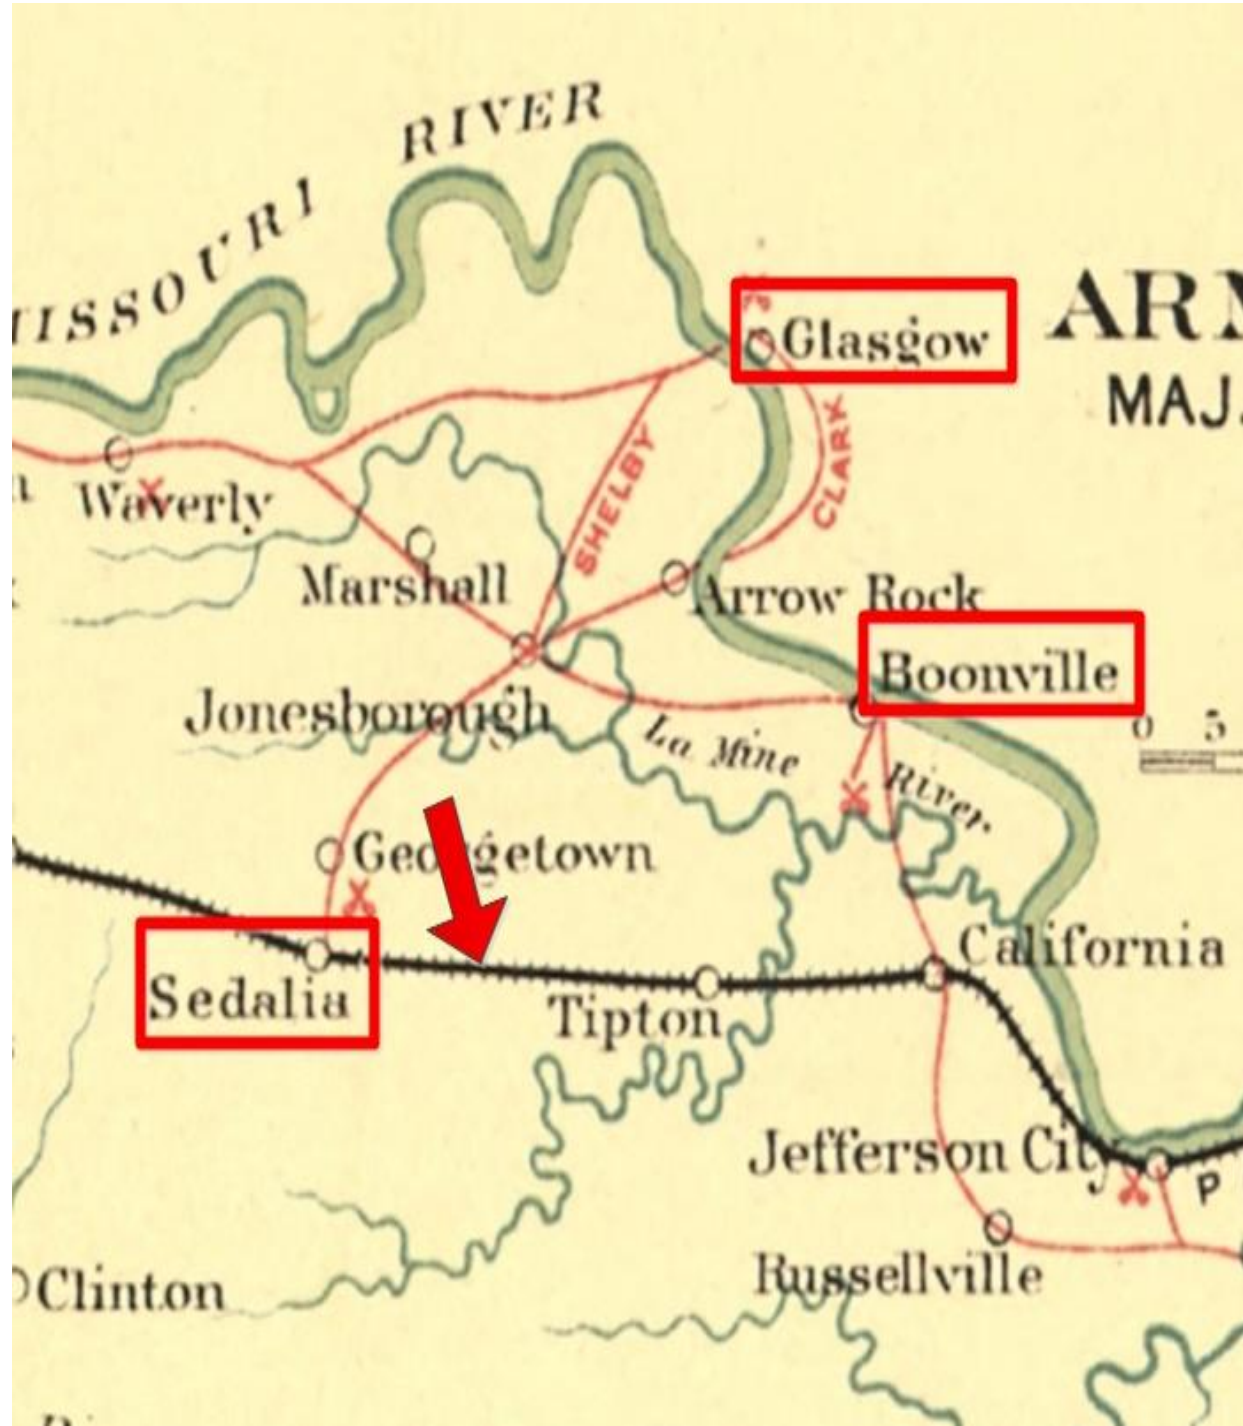 RIVER
MISSOURI
Glasgow
AR
MAJ.
CLARK
Waverly
SHELBY
Marshall
Arrow Rock
Boonville
Jonesborough
0 5
La Mine
River
Georgetown
California
Sedalia
Tipton
Jefferson City
P
Russellville
Clinton